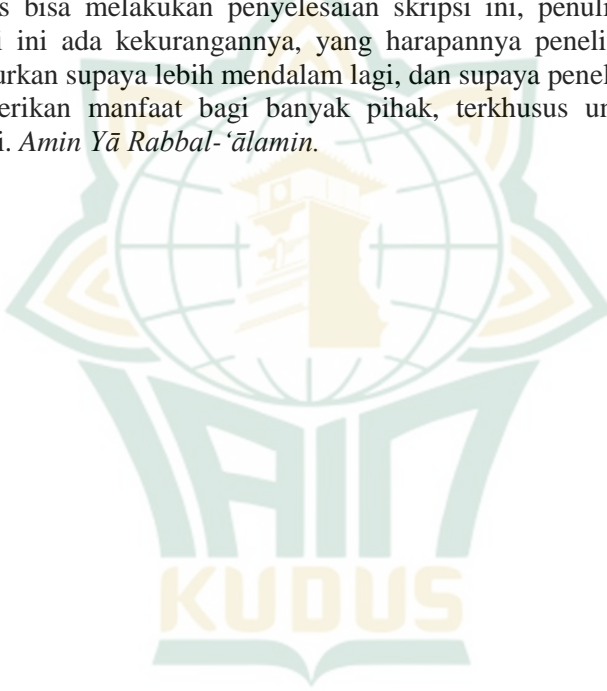 s bisa melakukan penyelesaian skripsi ini, penuli
i ini ada kekurangannya, yang harapannya peneli
urkan supaya lebih mendalam lagi, dan supaya penel
erikan manfaat bagi banyak pihak, terkhusus u
i. Amin Yā Rabbal-‘ālamin.
IAIN
KUDUS